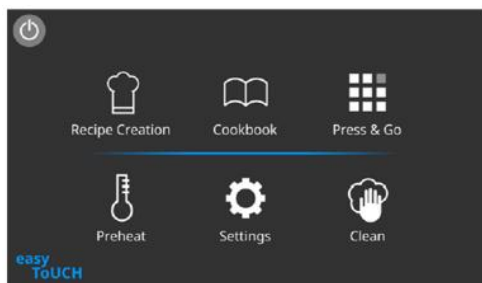 Recipe Creation
Cookbook
Press & Go
Preheat
Settings
Clean
easy
ToUCH